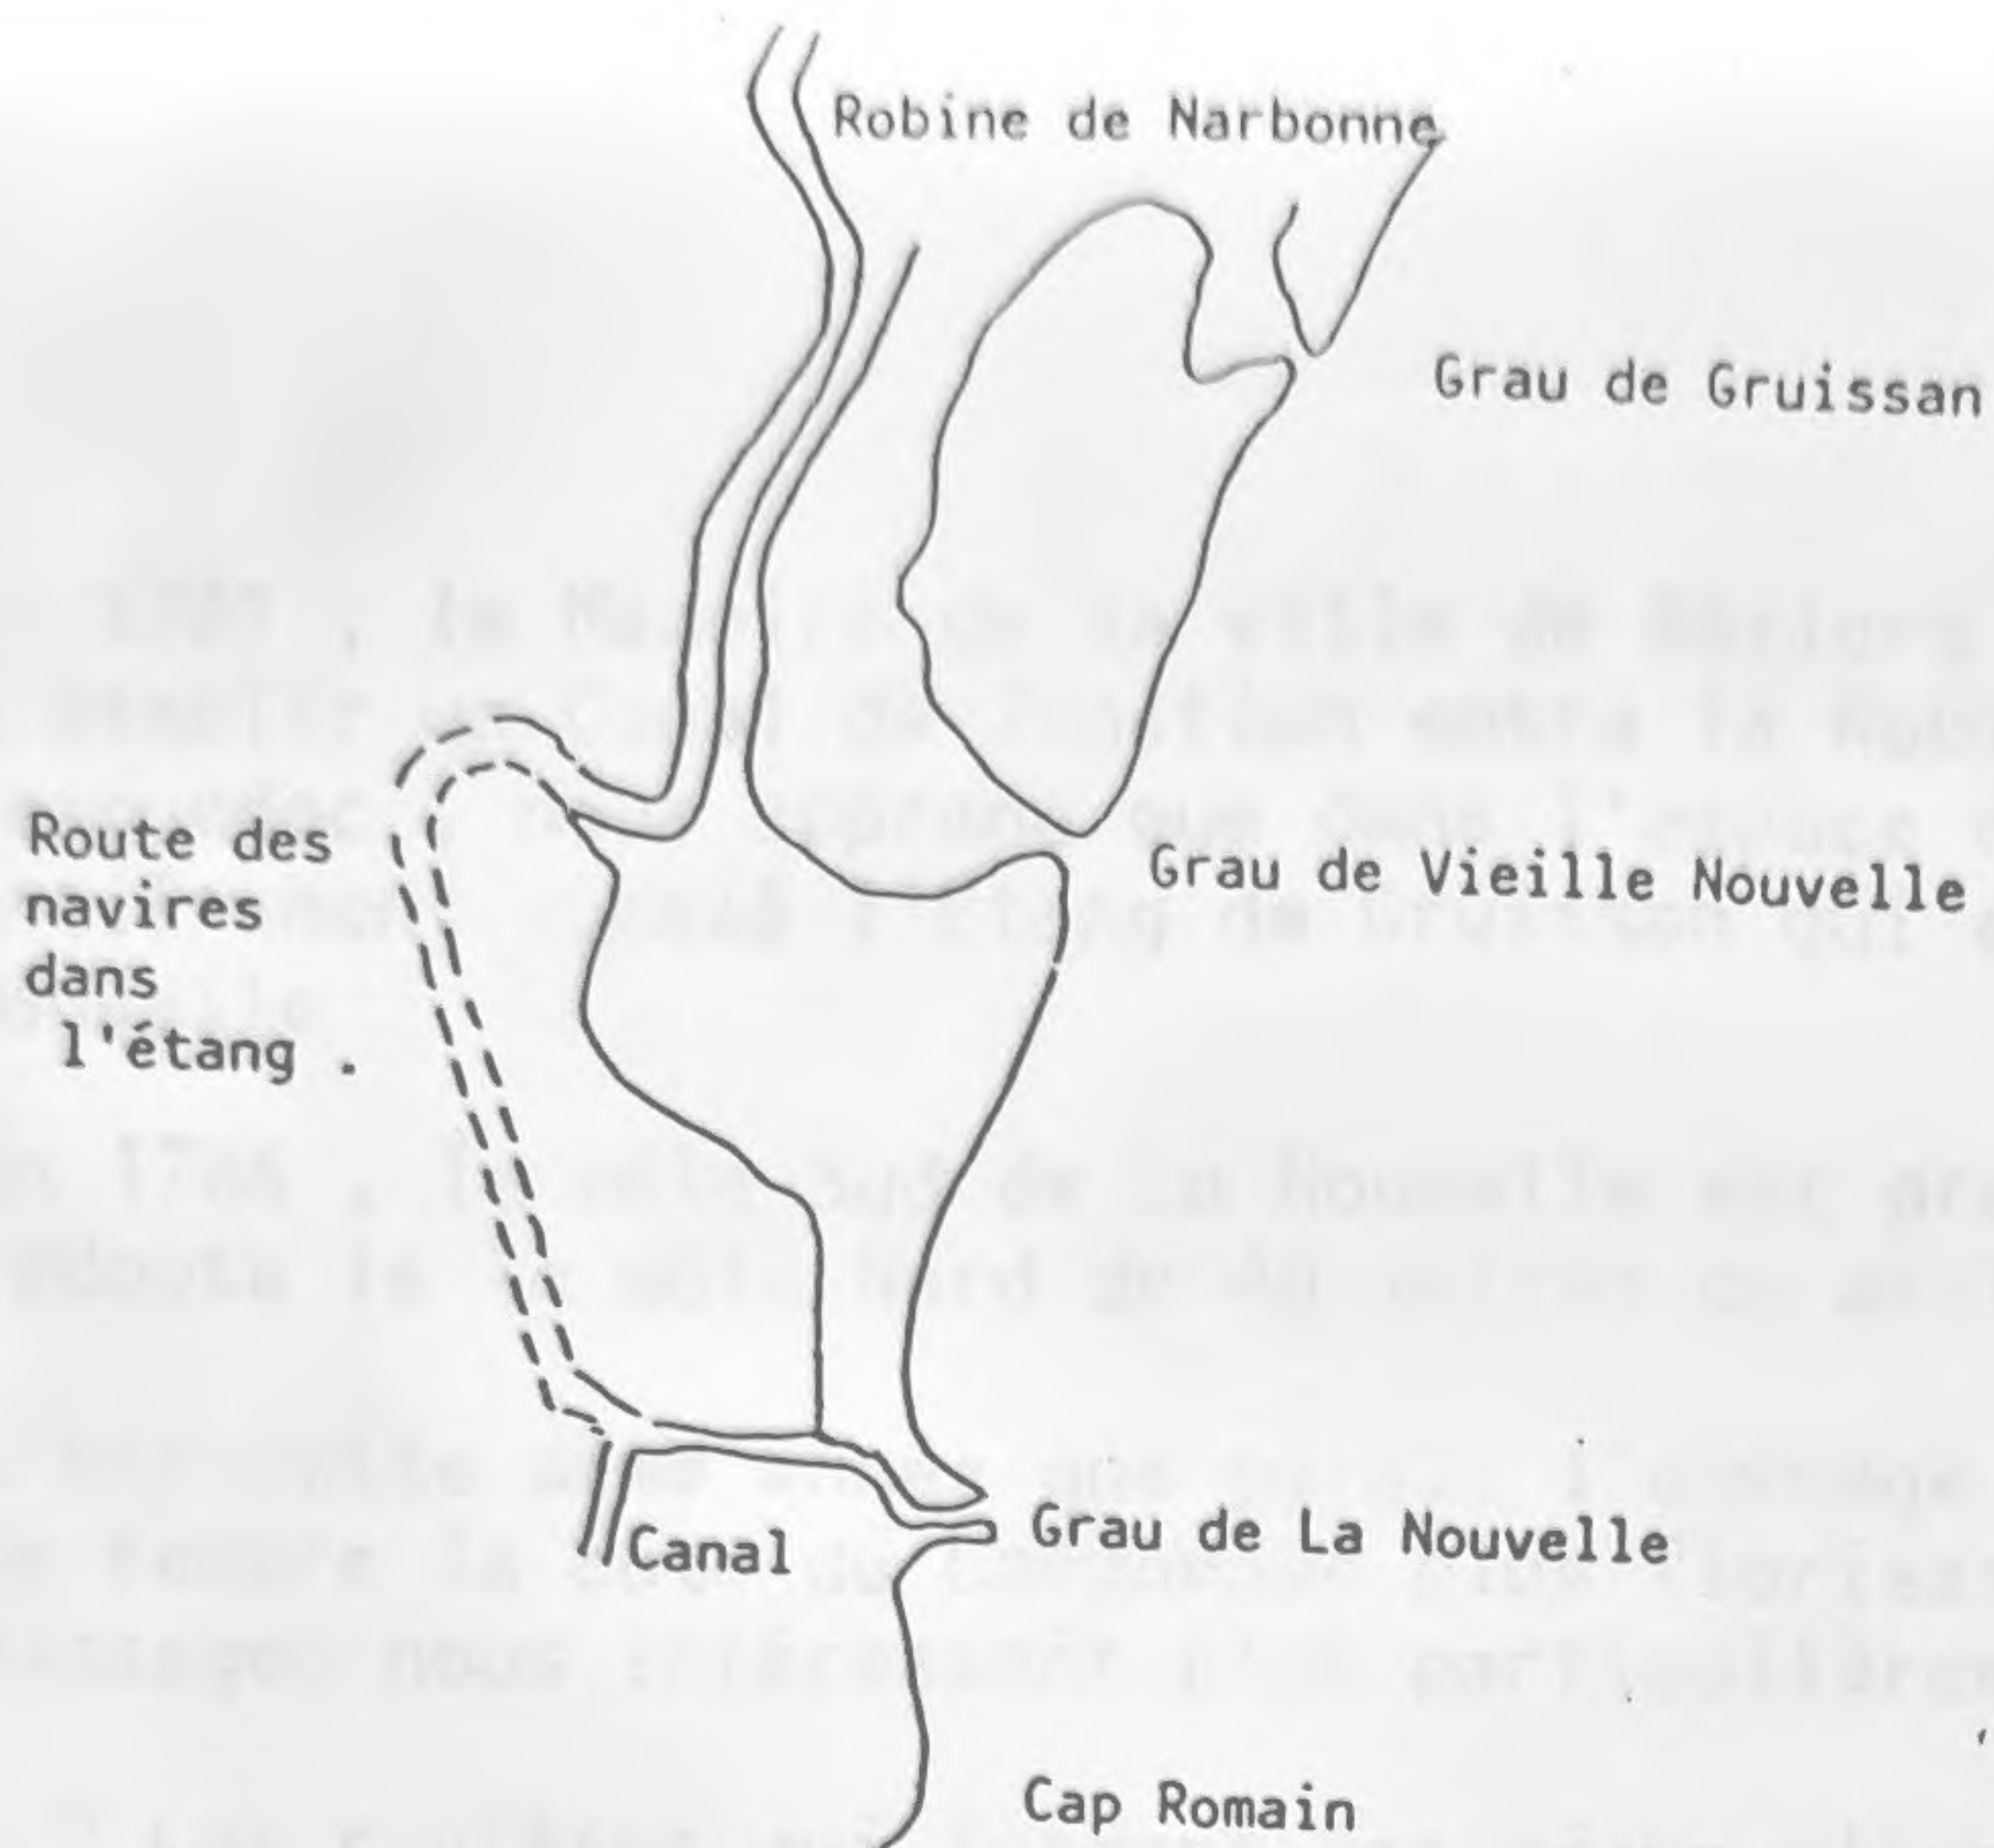 Robine de Narbonne
Grau de Gruissan
Route des
navires
dans
l'étang .
Grau de Vieille Nouvelle
Grau de La Nouvelle
Canal
Cap Romain